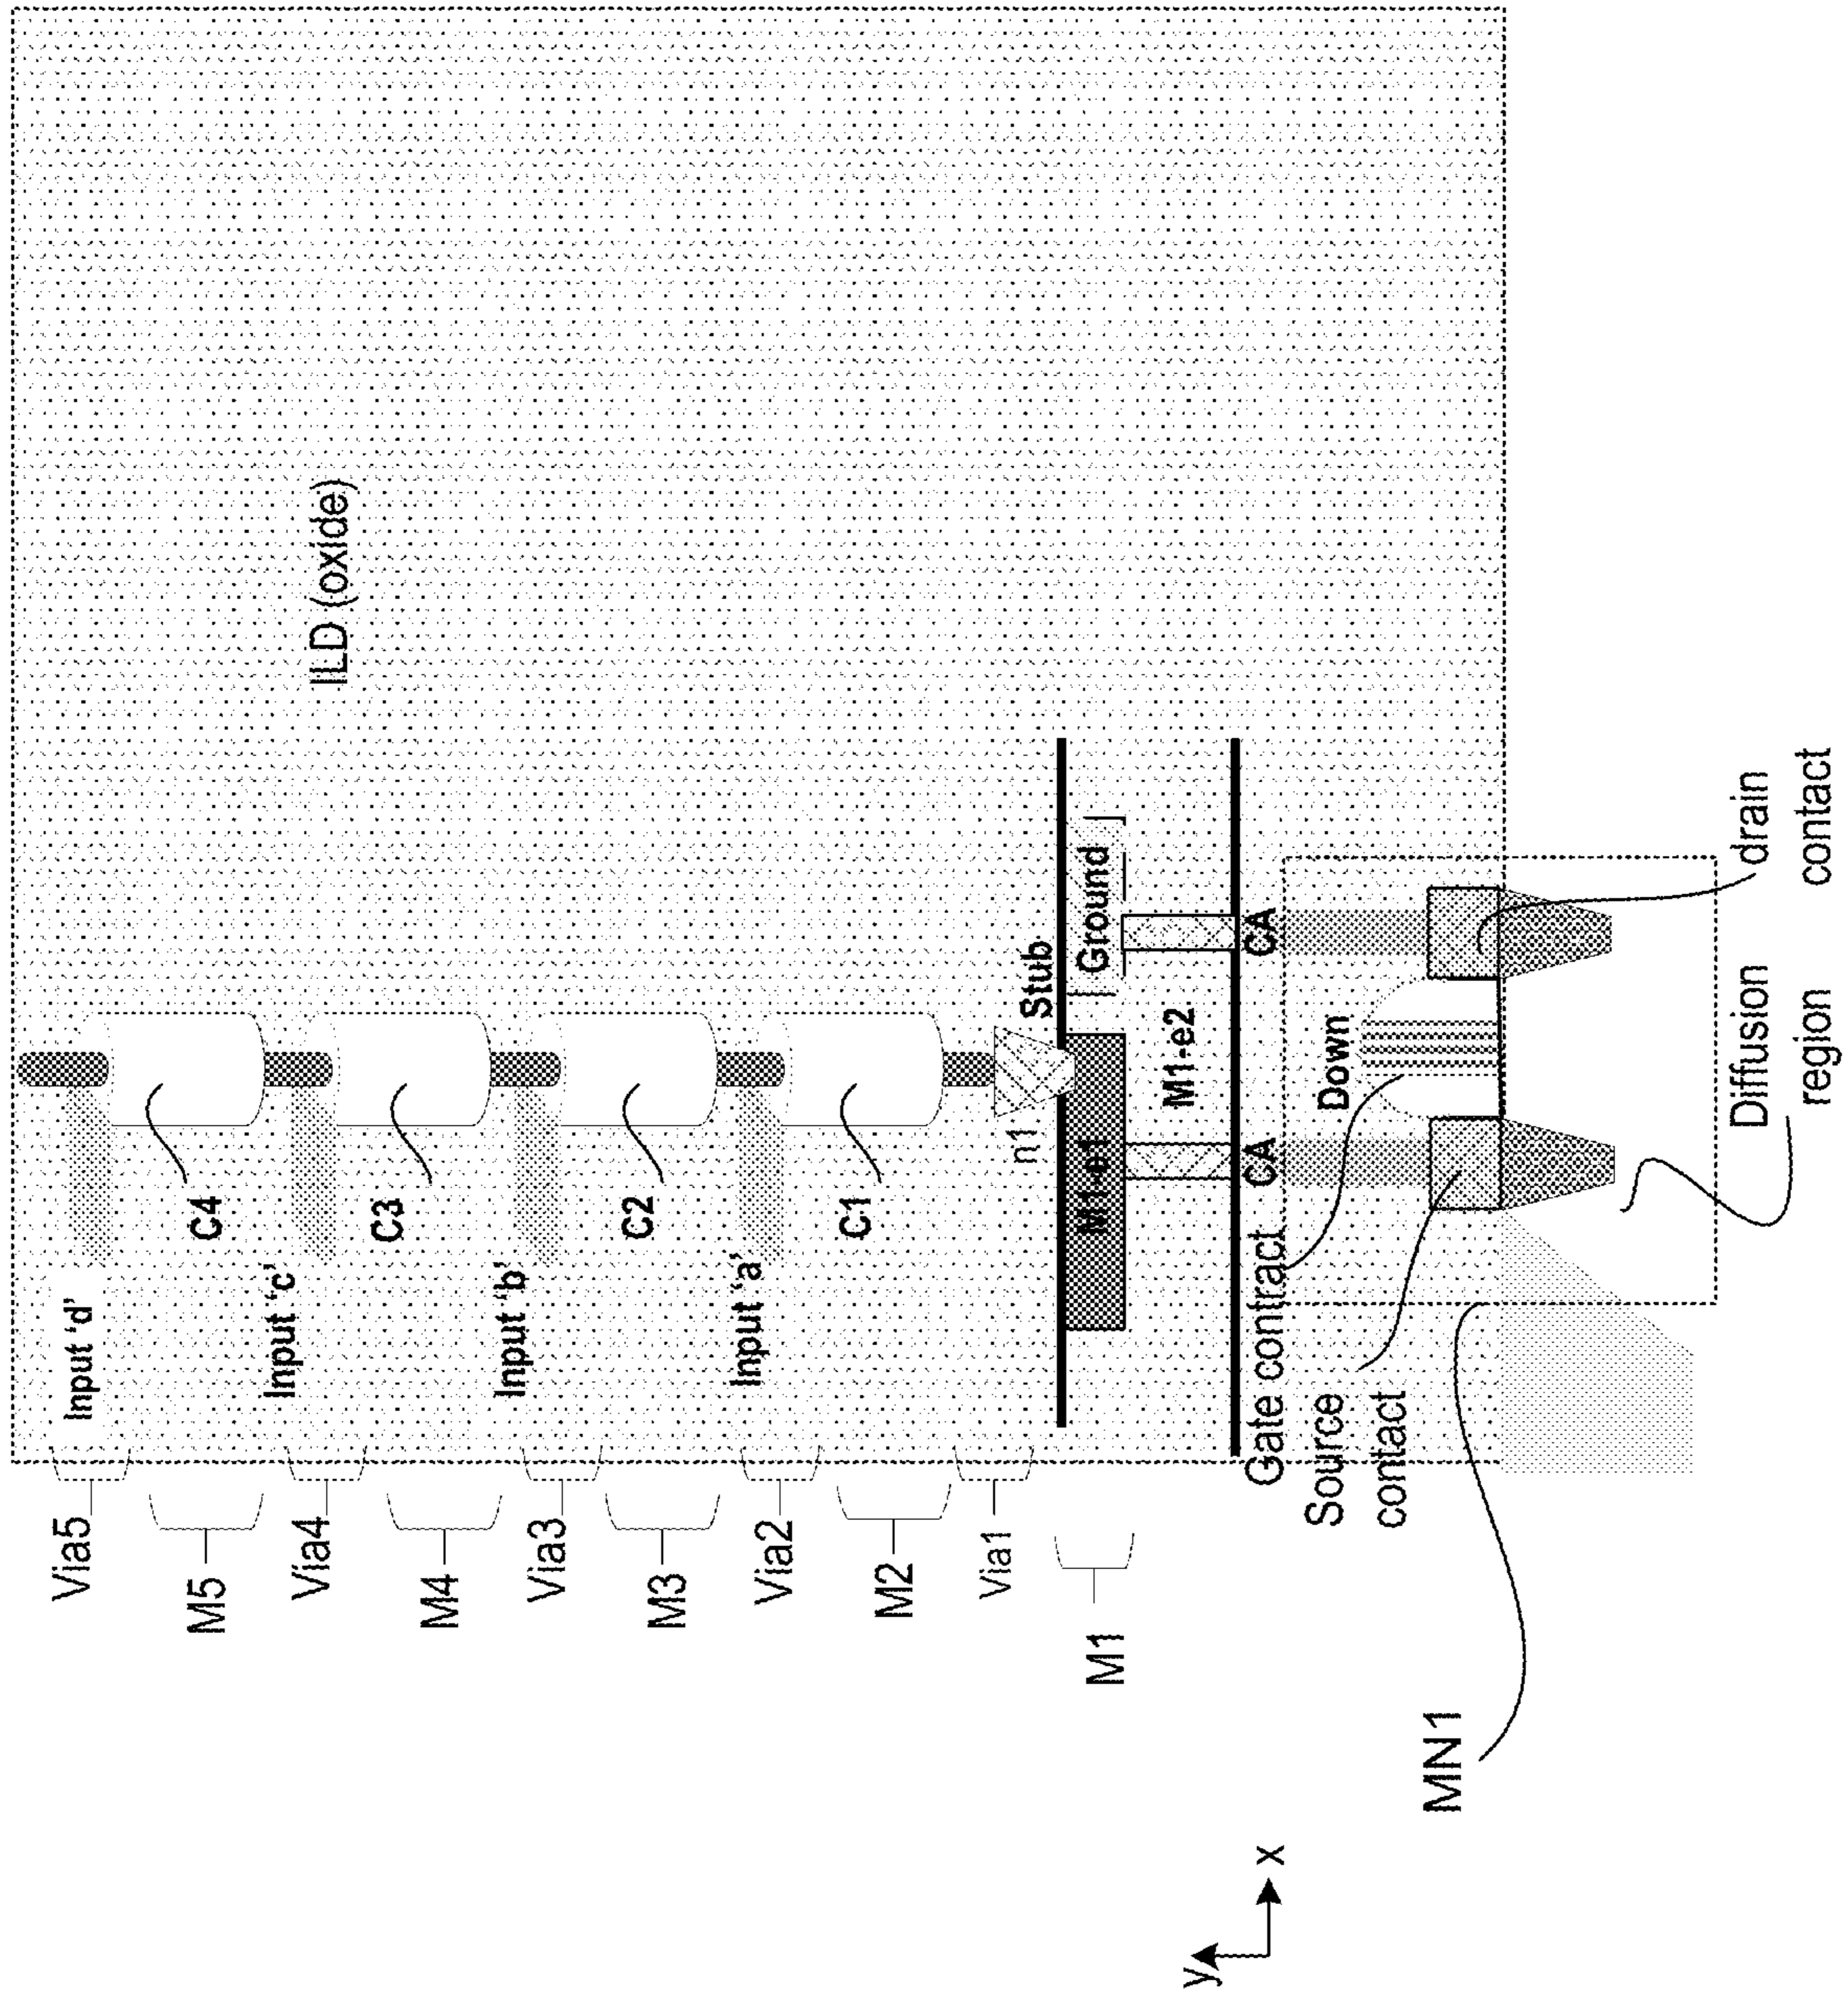 Via5
M5
Via4
M4
Via3
M3
Via2
M2
Via1
M1
Input 'd'
C4
Input 'c'
C3
Input 'b'
C2
Input 'a'
C1
ILD (oxide)
n1
Stub
M1-e1
Ground
M1-e2
CA
CA
Gate contract
Down
Source
contact
MN1
Diffusion
region
drain
contact
y
x